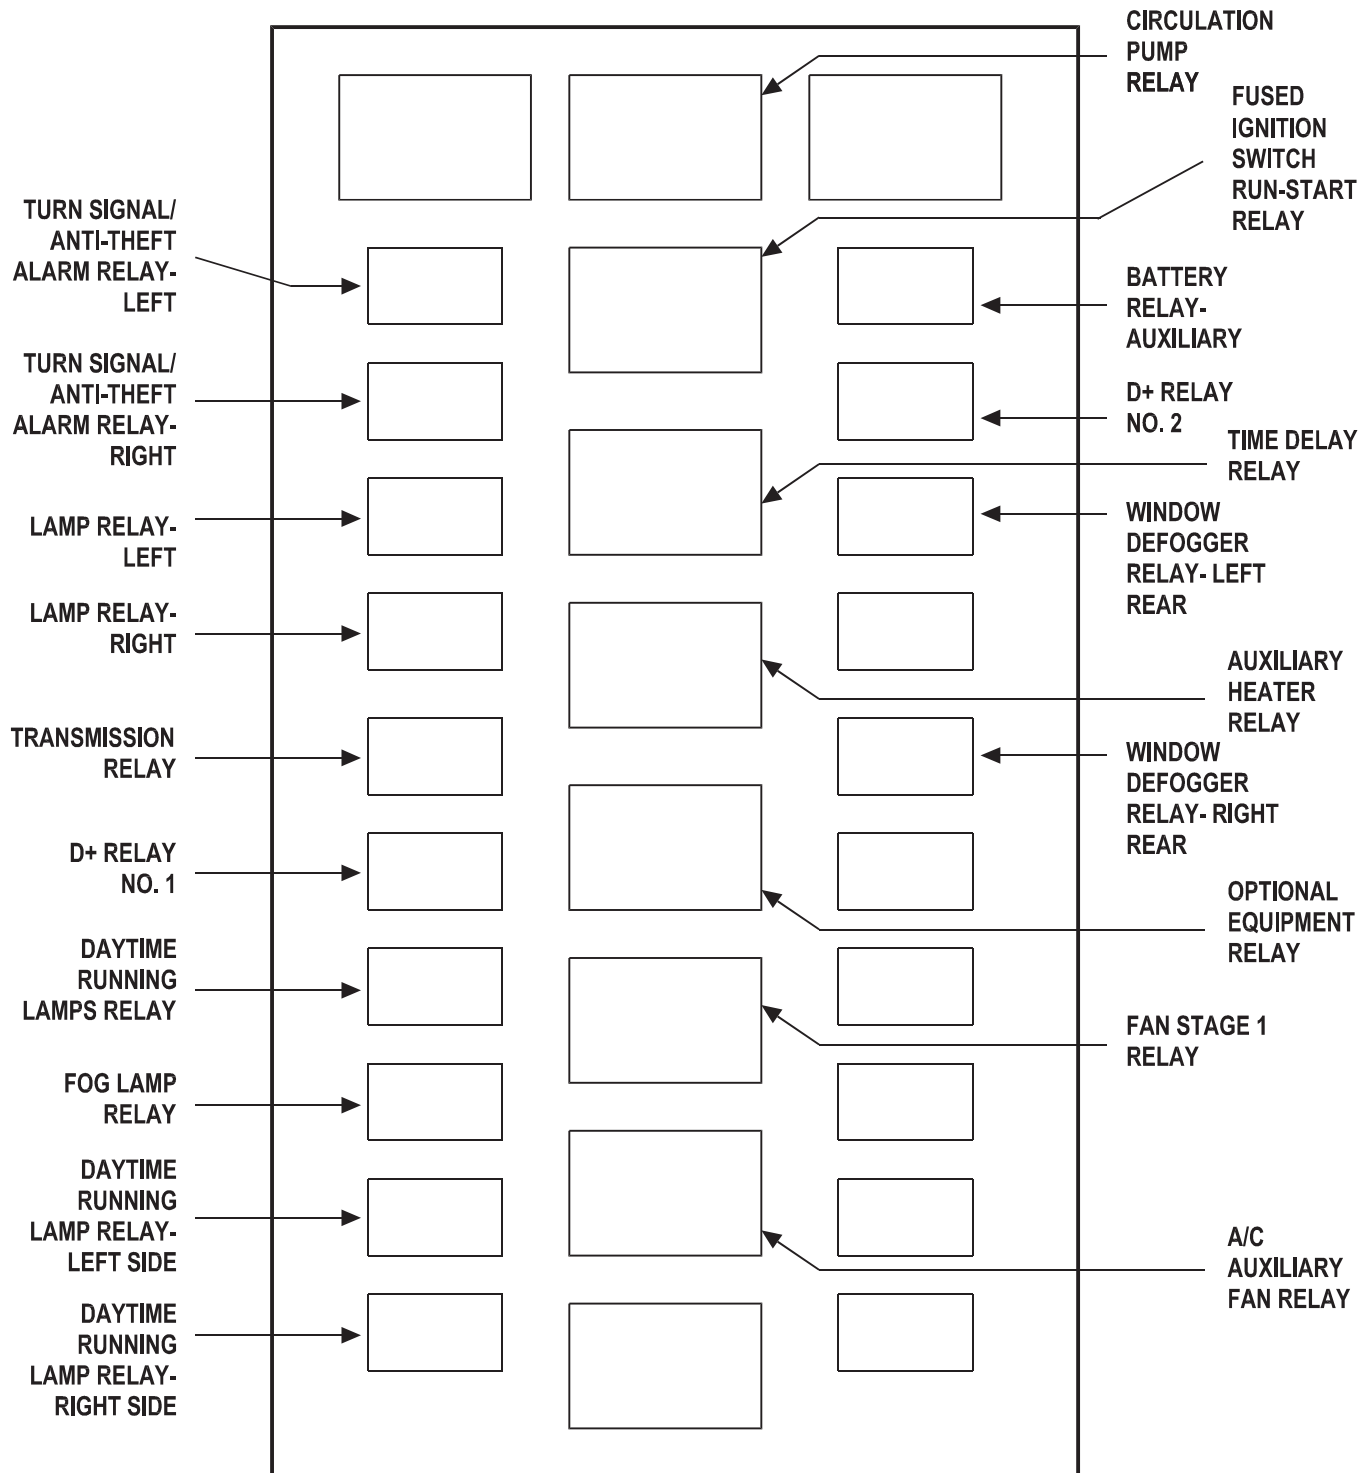 TURN SIGNAL/
ANTI-THEFT
ALARM RELAY-
LEFT
TURN SIGNAL/
ANTI-THEFT
ALARM RELAY-
RIGHT
LAMP RELAY-
LEFT
LAMP RELAY-
RIGHT
TRANSMISSION
RELAY
D+ RELAY
NO. 1
DAYTIME
RUNNING
LAMPS RELAY
FOG LAMP
RELAY
DAYTIME
RUNNING
LAMP RELAY-
LEFT SIDE
DAYTIME
RUNNING
LAMP RELAY-
RIGHT SIDE
CIRCULATION
PUMP
RELAY
FUSED
IGNITION
SWITCH
RUN-START
RELAY
BATTERY
RELAY-
AUXILIARY
D+ RELAY
NO. 2
TIME DELAY
RELAY
WINDOW
DEFOGGER
RELAY- LEFT
REAR
AUXILIARY
HEATER
RELAY
WINDOW
DEFOGGER
RELAY- RIGHT
REAR
OPTIONAL
EQUIPMENT
RELAY
FAN STAGE 1
RELAY
A/C
AUXILIARY
FAN RELAY